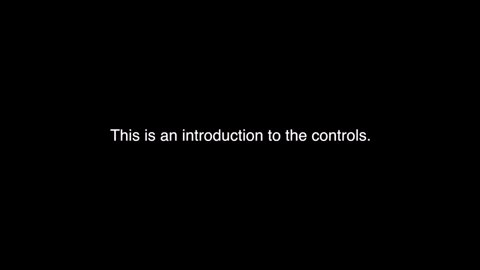 This is an introduction to the controls.